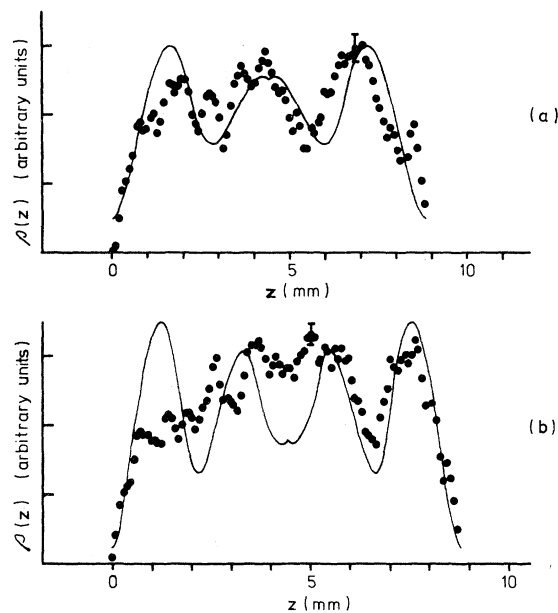 ρ(z) (arbitrary units)
(a)
0 5 10
z (mm)
ρ(z) (arbitrary units)
(b)
0 5 10
z (mm)